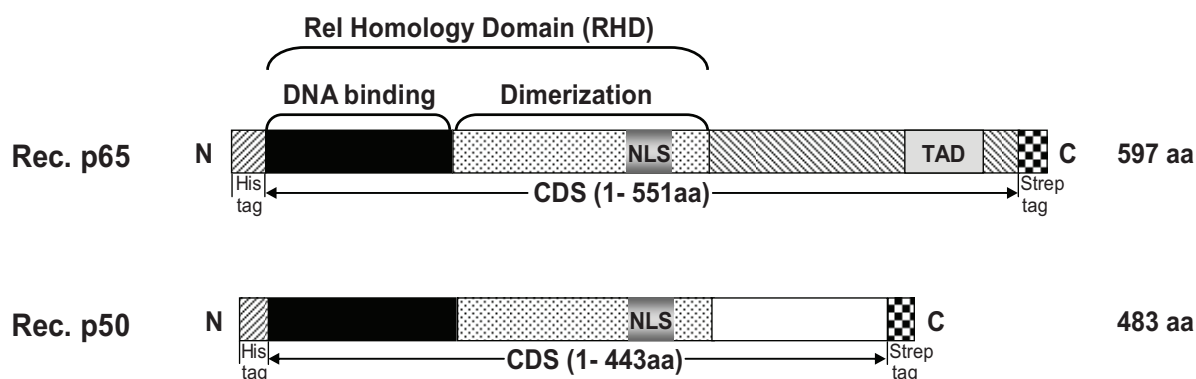 Rel Homology Domain (RHD)
DNA binding Dimerization
Rec. p65 N NLS TAD C 597 aa
His tag CDS (1- 551aa) Strep tag
Rec. p50 N NLS C 483 aa
His tag CDS (1- 443aa) Strep tag